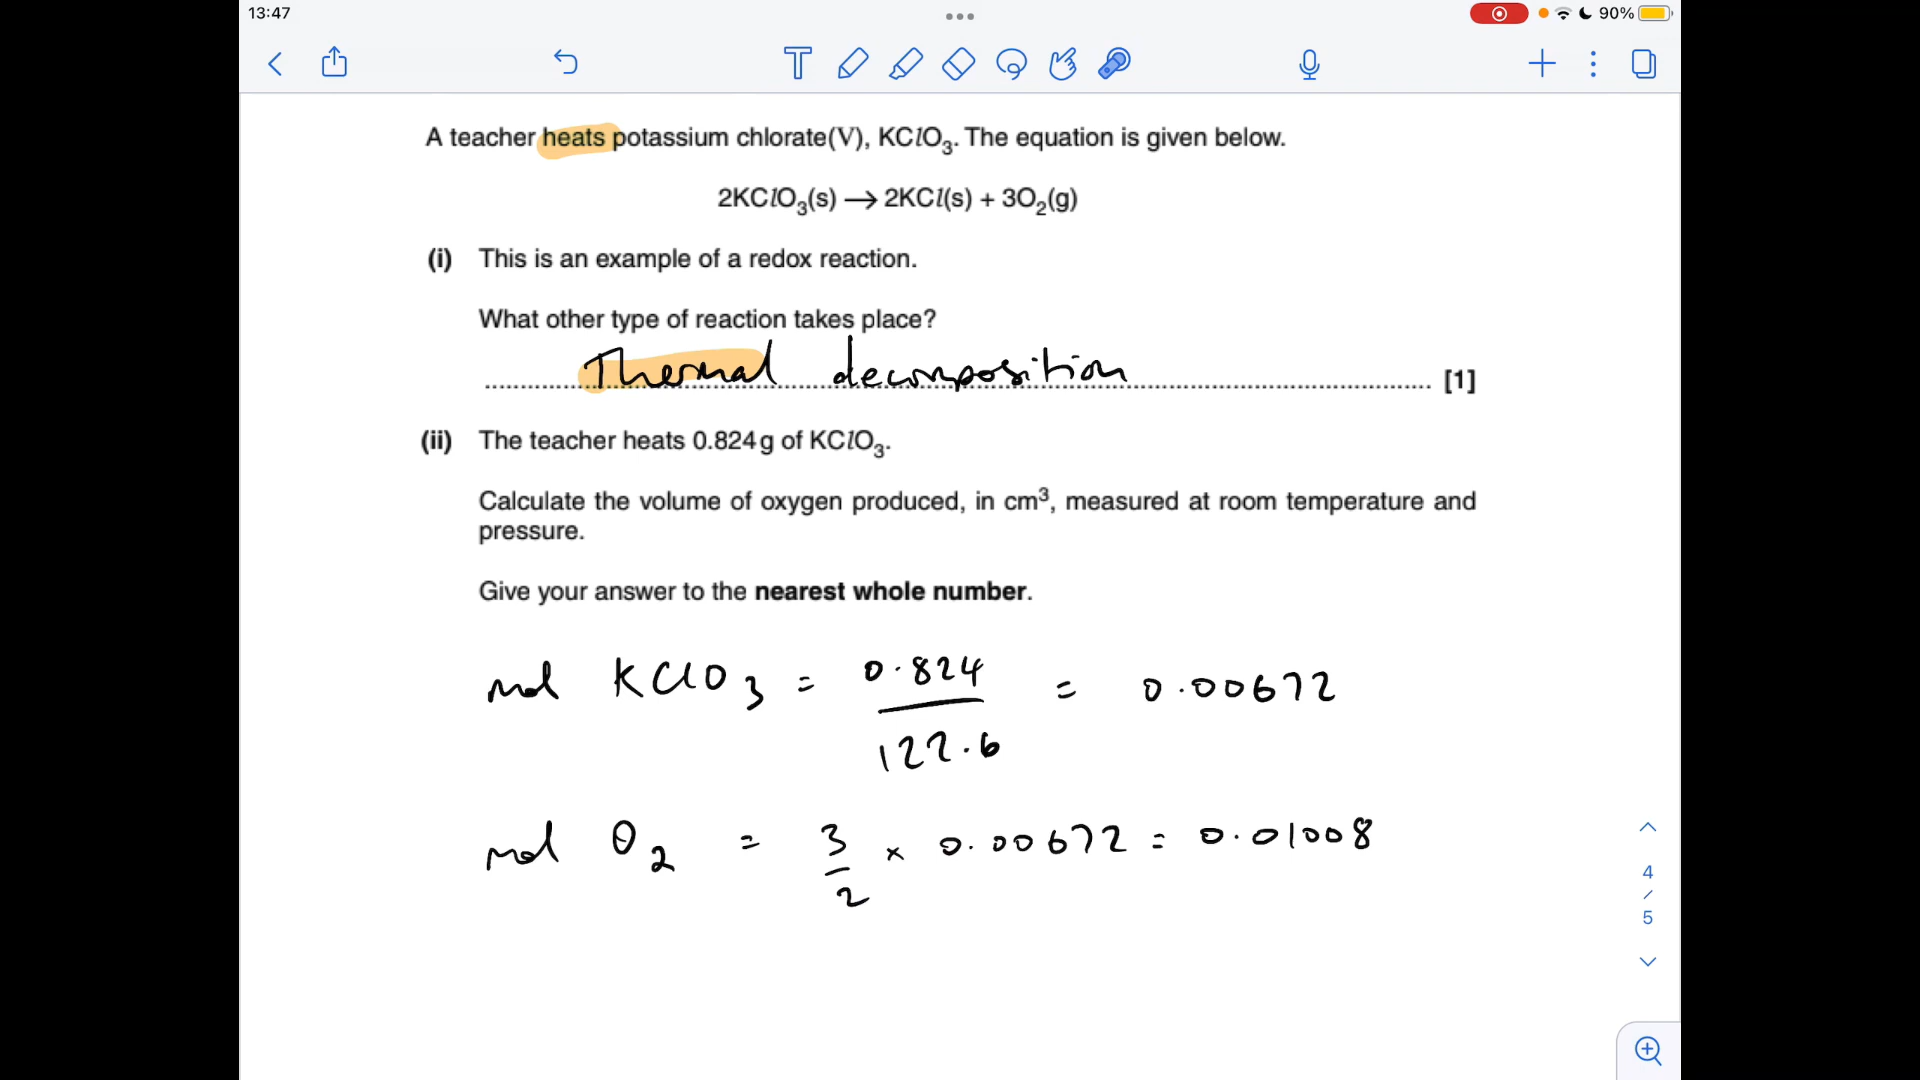 13:47
90%
T
A teacher heats potassium chlorate(V), KClO₃. The equation is given below.
2KClO₃(s) → 2KCl(s) + 3O₂(g)
(i) This is an example of a redox reaction.
What other type of reaction takes place?
Thermal decomposition
[1]
(ii) The teacher heats 0.824 g of KClO₃.
Calculate the volume of oxygen produced, in cm³, measured at room temperature and
pressure.
Give your answer to the nearest whole number.
mol KClO₃ = 0.824 / 122.6 = 0.00672
mol O₂ = 3/2 × 0.00672 = 0.01008
4
/
5